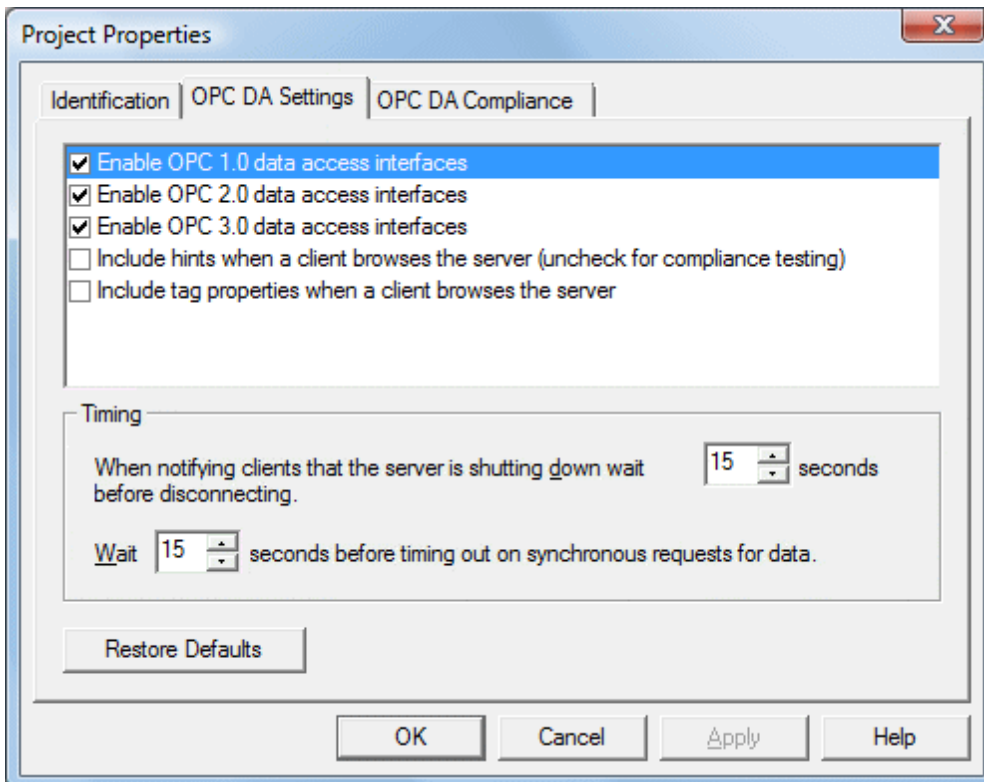 Project Properties
Identification
OPC DA Settings
OPC DA Compliance
Enable OPC 1.0 data access interfaces
Enable OPC 2.0 data access interfaces
Enable OPC 3.0 data access interfaces
Include hints when a client browses the server (uncheck for compliance testing)
Include tag properties when a client browses the server
Timing
When notifying clients that the server is shutting down wait 15 seconds
before disconnecting.
Wait 15 seconds before timing out on synchronous requests for data.
Restore Defaults
OK
Cancel
Apply
Help